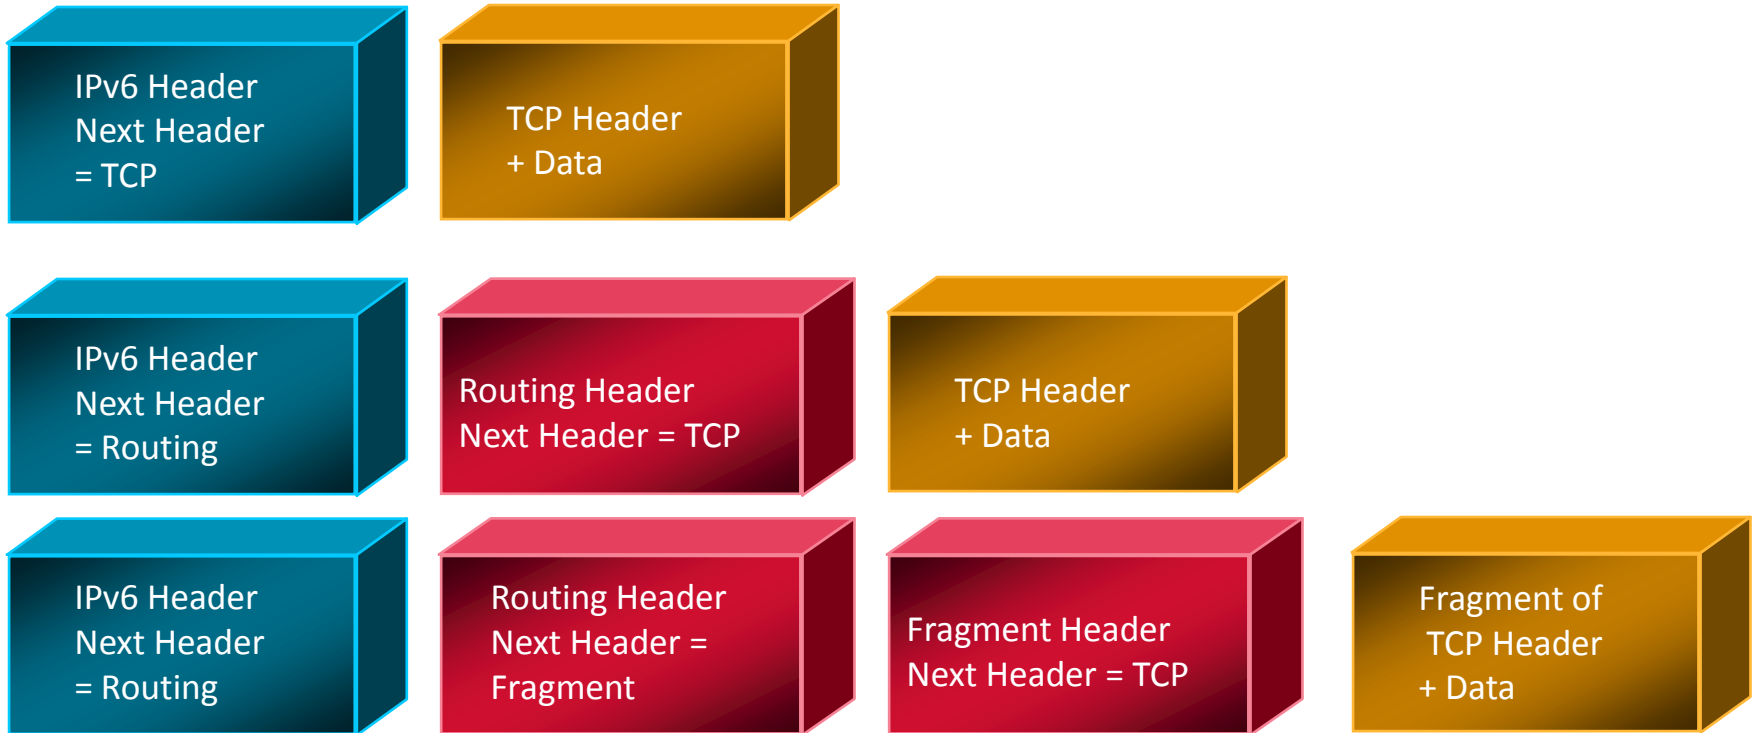 IPv6 Header
Next Header
= TCP
TCP Header
+ Data
IPv6 Header
Next Header
= Routing
Routing Header
Next Header = TCP
TCP Header
+ Data
IPv6 Header
Next Header
= Routing
Routing Header
Next Header =
Fragment
Fragment Header
Next Header = TCP
Fragment of
TCP Header
+ Data